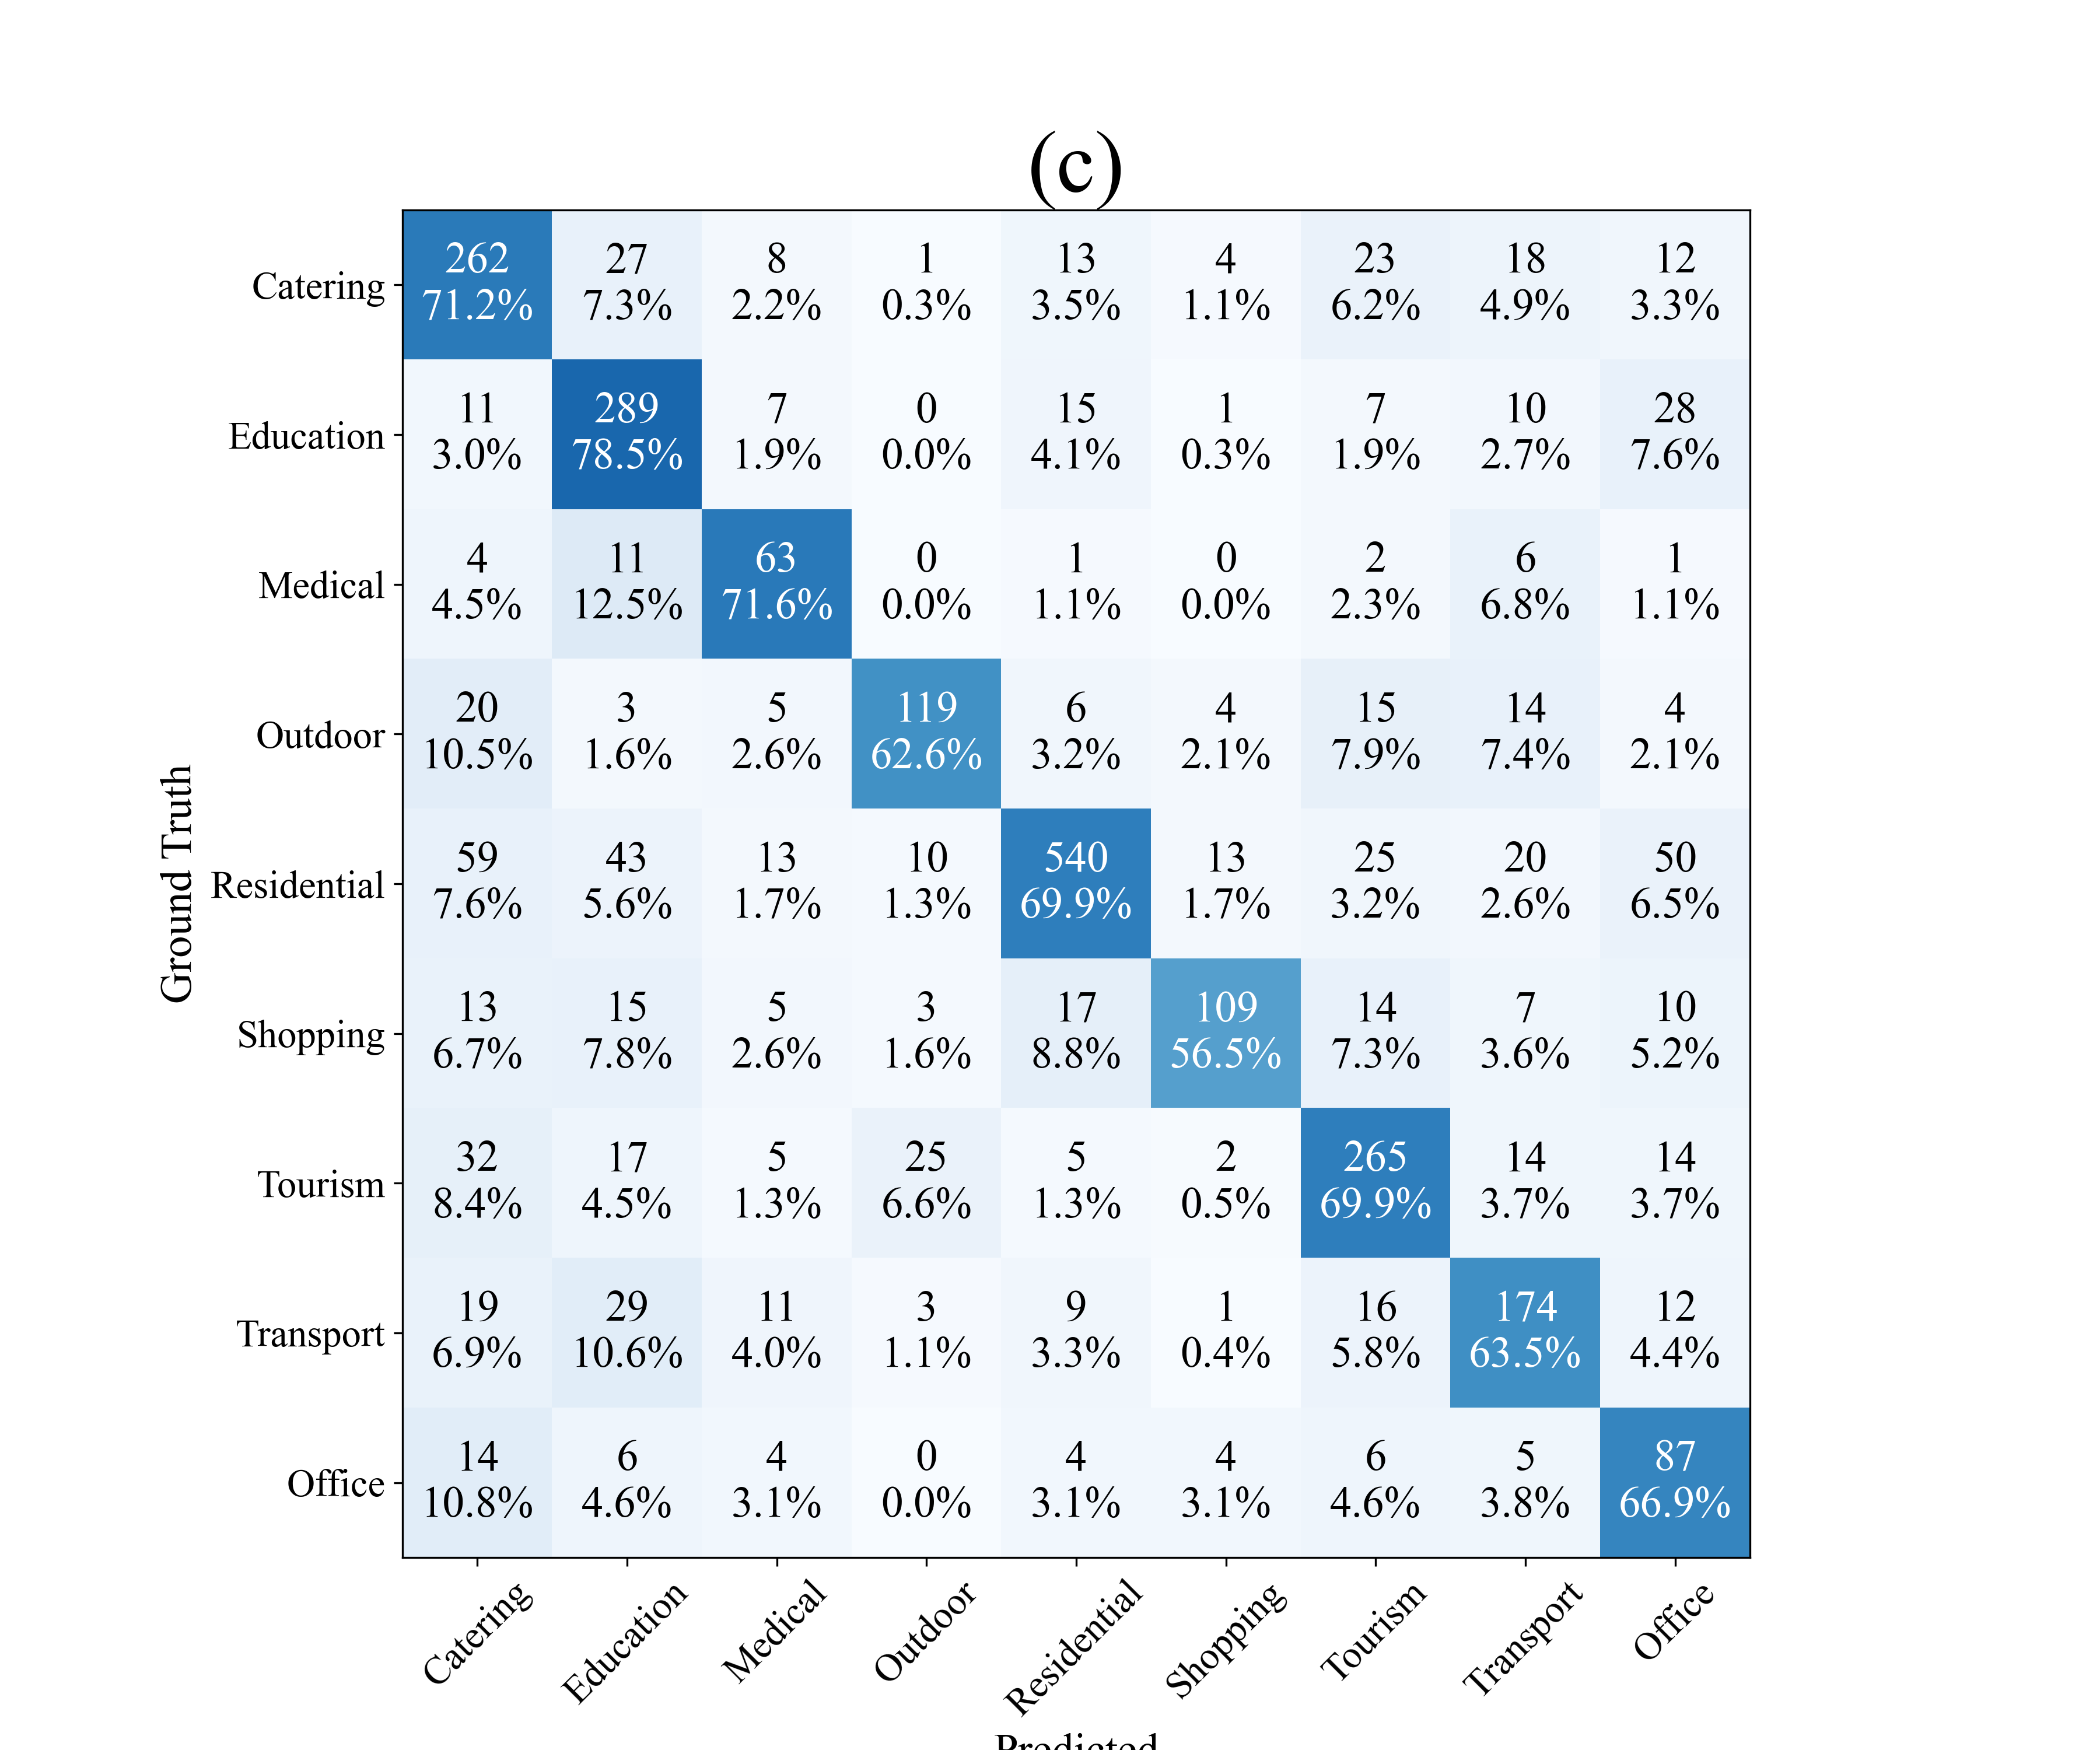 (c)
Ground Truth
Catering
262 27 8 1 13 4 23 18 12
71.2% 7.3% 2.2% 0.3% 3.5% 1.1% 6.2% 4.9% 3.3%
Education
11 289 7 0 15 1 7 10 28
3.0% 78.5% 1.9% 0.0% 4.1% 0.3% 1.9% 2.7% 7.6%
Medical
4 11 63 0 1 0 2 6 1
4.5% 12.5% 71.6% 0.0% 1.1% 0.0% 2.3% 6.8% 1.1%
Outdoor
20 3 5 119 6 4 15 14 4
10.5% 1.6% 2.6% 62.6% 3.2% 2.1% 7.9% 7.4% 2.1%
Residential
59 43 13 10 540 13 25 20 50
7.6% 5.6% 1.7% 1.3% 69.9% 1.7% 3.2% 2.6% 6.5%
Shopping
13 15 5 3 17 109 14 7 10
6.7% 7.8% 2.6% 1.6% 8.8% 56.5% 7.3% 3.6% 5.2%
Tourism
32 17 5 25 5 2 265 14 14
8.4% 4.5% 1.3% 6.6% 1.3% 0.5% 69.9% 3.7% 3.7%
Transport
19 29 11 3 9 1 16 174 12
6.9% 10.6% 4.0% 1.1% 3.3% 0.4% 5.8% 63.5% 4.4%
Office
14 6 4 0 4 4 6 5 87
10.8% 4.6% 3.1% 0.0% 3.1% 3.1% 4.6% 3.8% 66.9%
Catering Education Medical Outdoor Residential Shopping Tourism Transport Office
Predicted